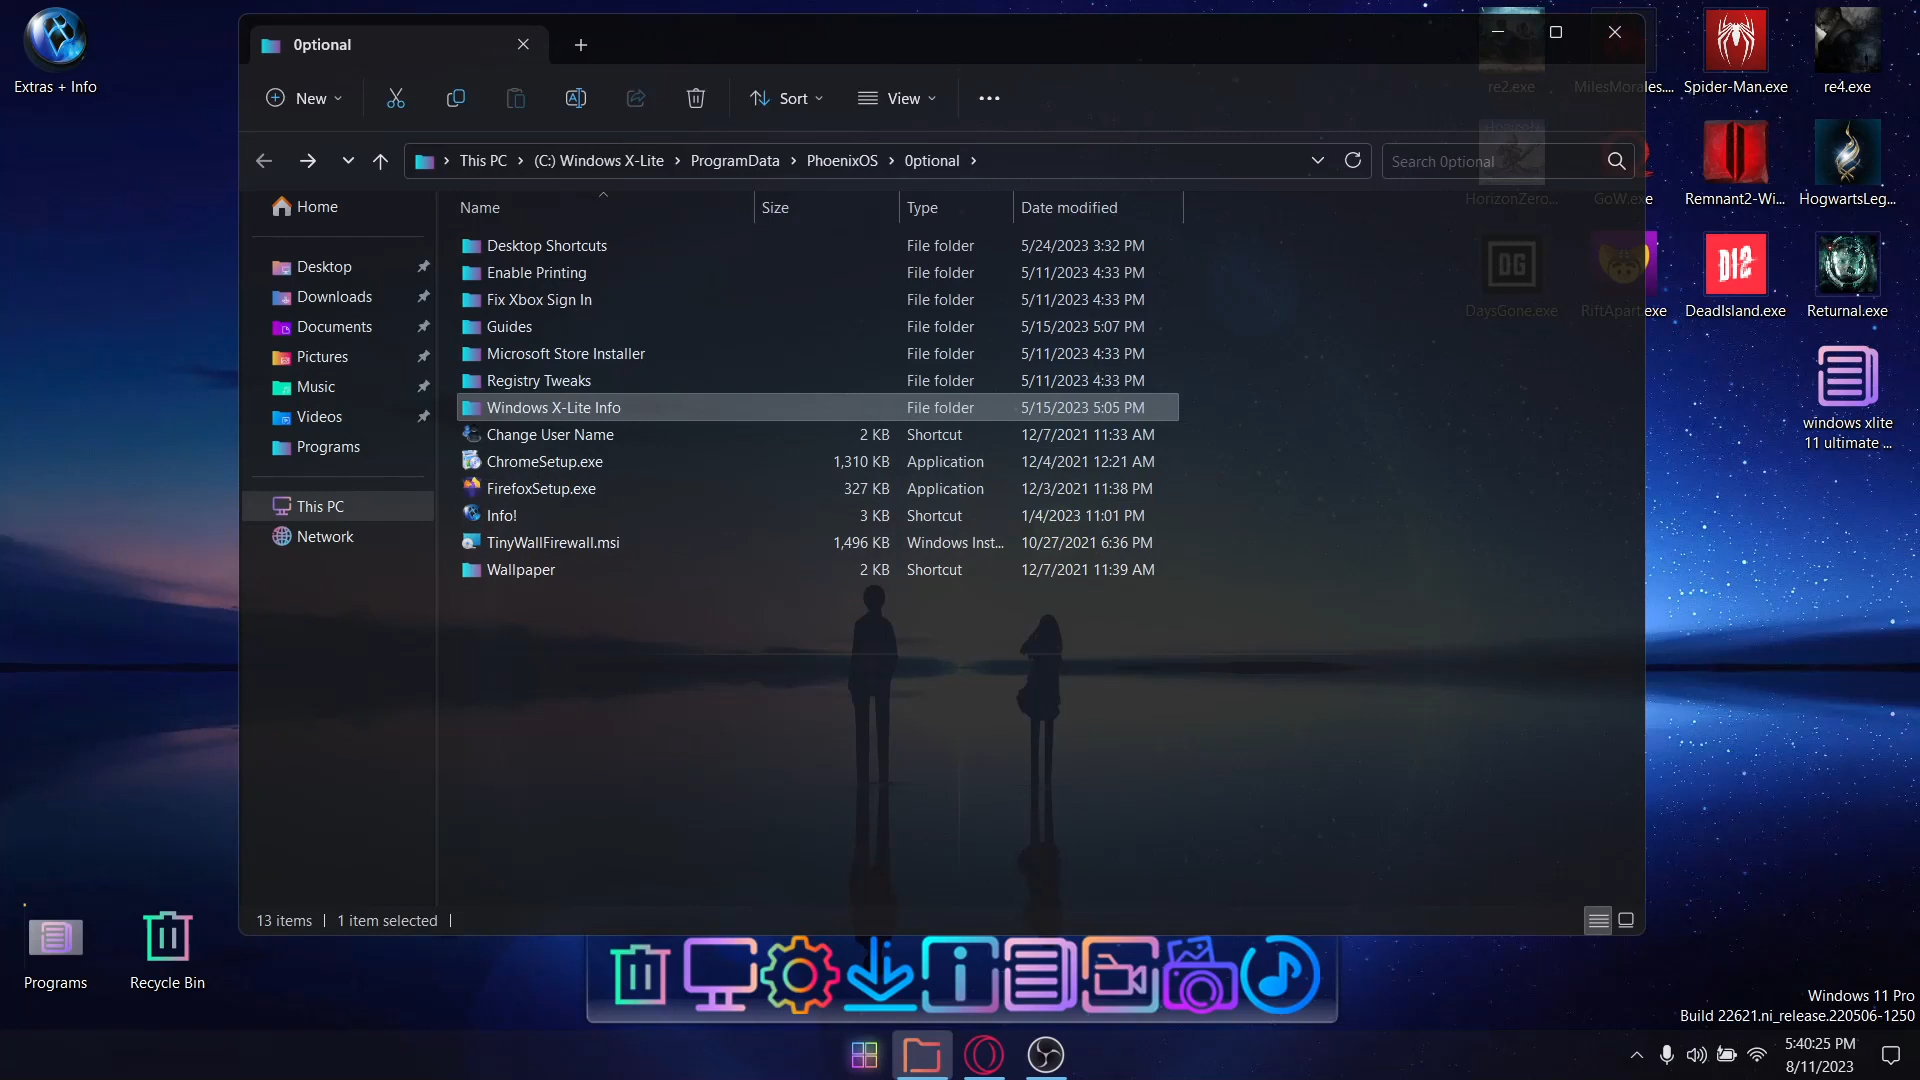 Extras + Info
0ptional
New
Sort
View
This PC > (C:) Windows X-Lite > ProgramData > PhoenixOS > 0ptional >
Search 0ptional
Home
Desktop
Downloads
Documents
Pictures
Music
Videos
Programs
This PC
Network
Name Size Type Date modified
Desktop Shortcuts File folder 5/24/2023 3:32 PM
Enable Printing File folder 5/11/2023 4:33 PM
Fix Xbox Sign In File folder 5/11/2023 4:33 PM
Guides File folder 5/15/2023 5:07 PM
Microsoft Store Installer File folder 5/11/2023 4:33 PM
Registry Tweaks File folder 5/11/2023 4:33 PM
Windows X-Lite Info File folder 5/15/2023 5:05 PM
Change User Name 2 KB Shortcut 12/7/2021 11:33 AM
ChromeSetup.exe 1,310 KB Application 12/4/2021 12:21 AM
FirefoxSetup.exe 327 KB Application 12/3/2021 11:38 PM
Info! 3 KB Shortcut 1/4/2023 11:01 PM
TinyWallFirewall.msi 1,496 KB Windows Inst... 10/27/2021 6:36 PM
Wallpaper 2 KB Shortcut 12/7/2021 11:39 AM
13 items
1 item selected
re2.exe
MilesMorales....
Spider-Man.exe
re4.exe
HorizonZero...
GoW.exe
Remnant2-Wi...
HogwartsLeg...
DG
DaysGone.exe
RiftApart.exe
DI2
DeadIsland.exe
Returnal.exe
windows xlite
11 ultimate ...
Programs
Recycle Bin
Windows 11 Pro
Build 22621.ni_release.220506-1250
5:40:25 PM
8/11/2023